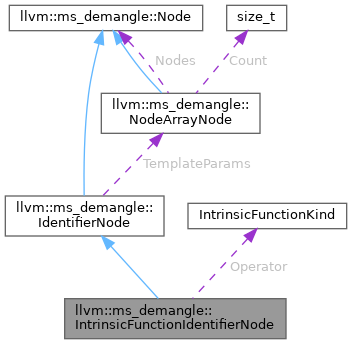 llvm::ms_demangle::Node
size_t
Nodes
Count
llvm::ms_demangle::
NodeArrayNode
TemplateParams
llvm::ms_demangle::
IdentifierNode
IntrinsicFunctionKind
Operator
llvm::ms_demangle::
IntrinsicFunctionIdentifierNode